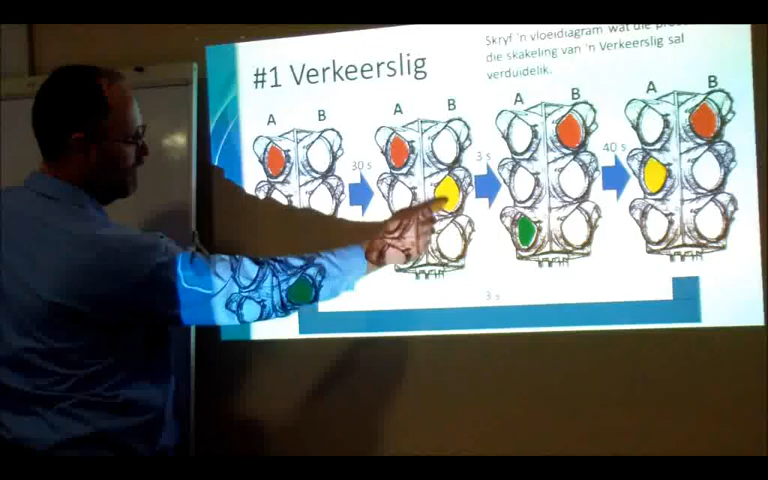 #1 Verkeerslig
Skryf 'n vloeidiagram wat die
die skakeling van 'n Verkeerslig sal
verduidelik.
A B A B A B A B
30 s 3 s 40 s
3 s